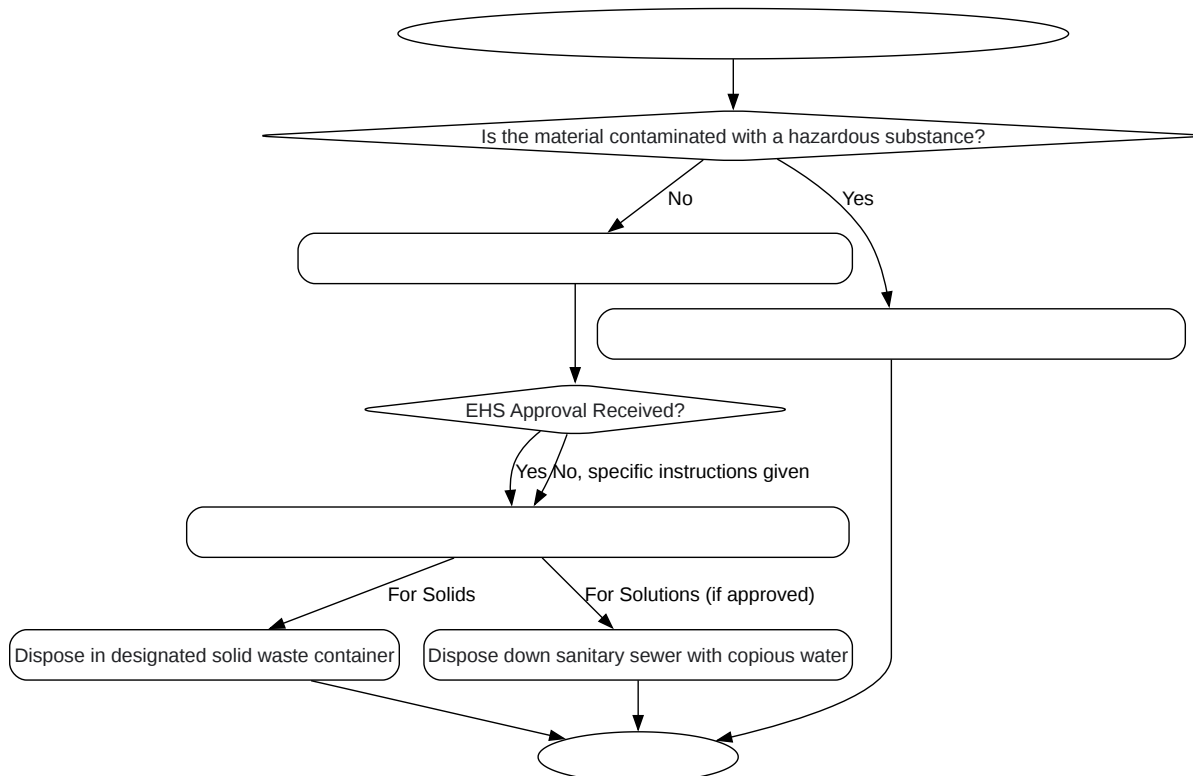 Is the material contaminated with a hazardous substance?
No
Yes
EHS Approval Received?
Yes
No, specific instructions given
For Solids
For Solutions (if approved)
Dispose in designated solid waste container
Dispose down sanitary sewer with copious water